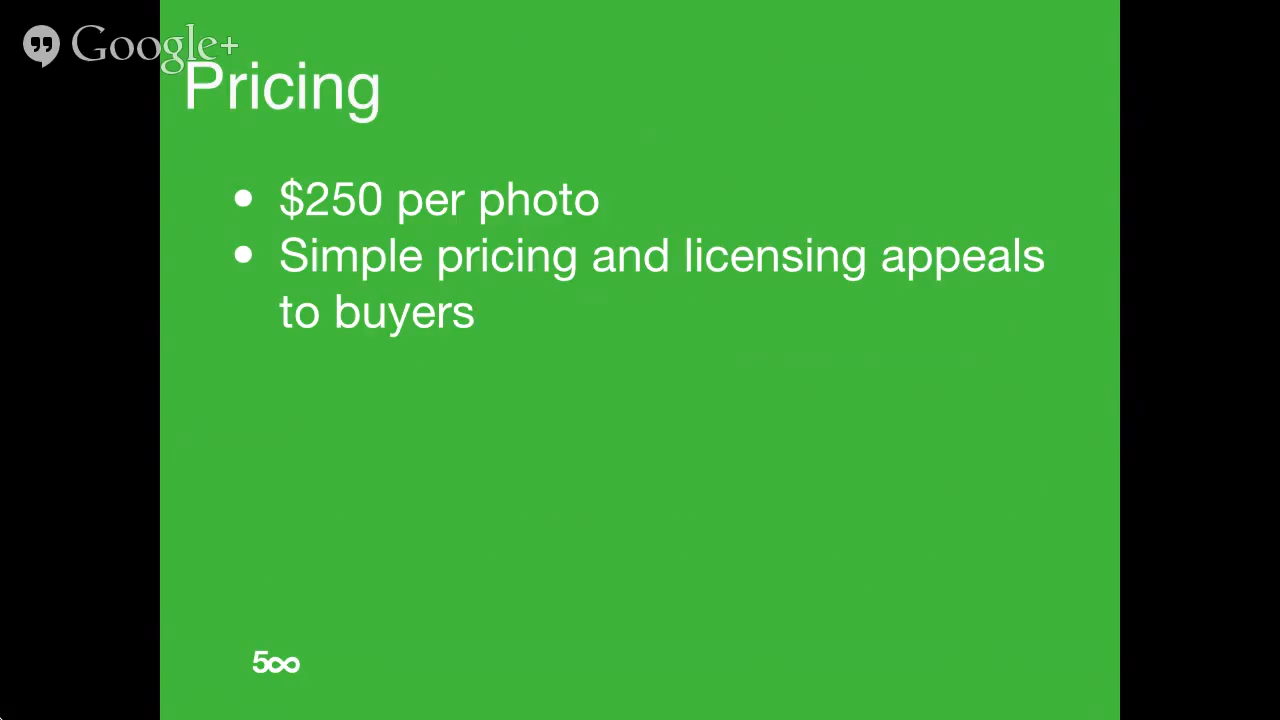 Google+
Pricing
• $250 per photo
• Simple pricing and licensing appeals
to buyers
500